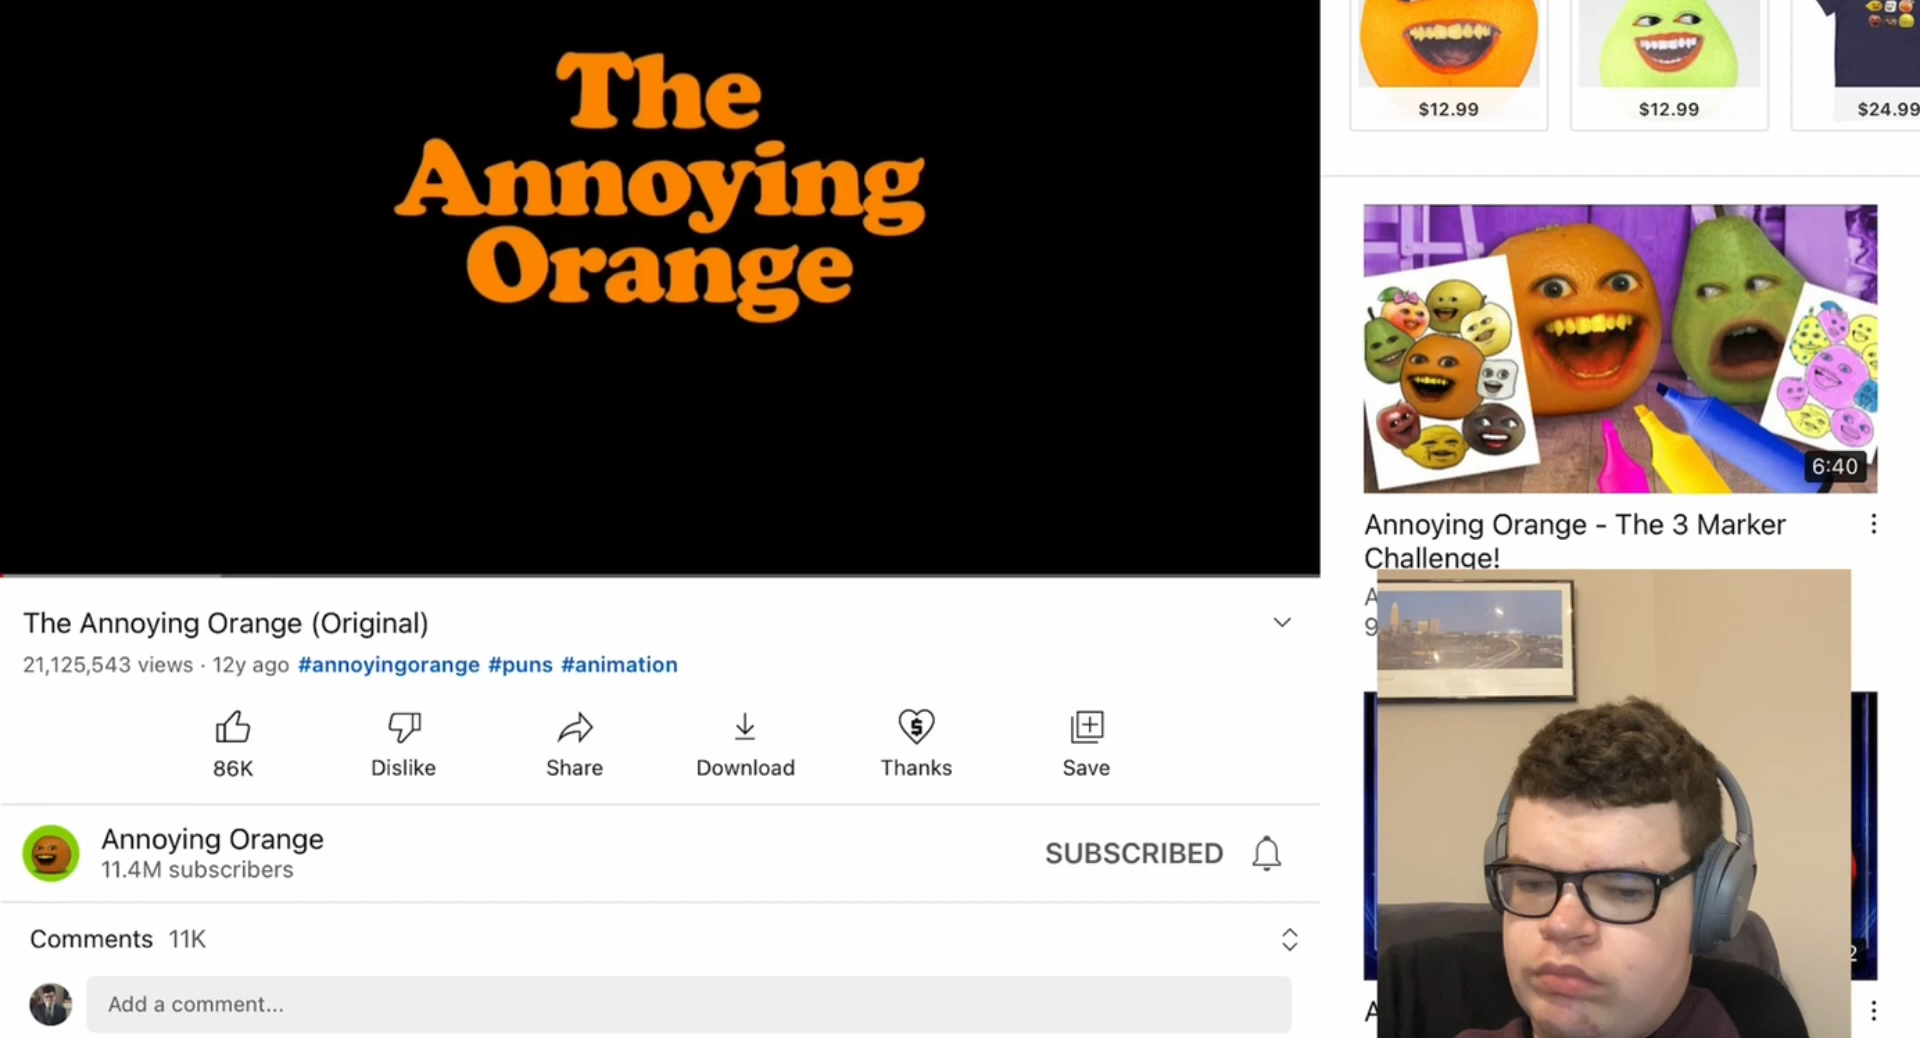 The
Annoying
Orange
The Annoying Orange (Original)
21,125,543 views · 12y ago #annoyingorange #puns #animation
86K
Dislike
Share
Download
Thanks
Save
Annoying Orange
11.4M subscribers
SUBSCRIBED
Comments 11K
Add a comment...
$12.99
$12.99
$24.99
6:40
Annoying Orange - The 3 Marker
Challenge!
A
9
2
A